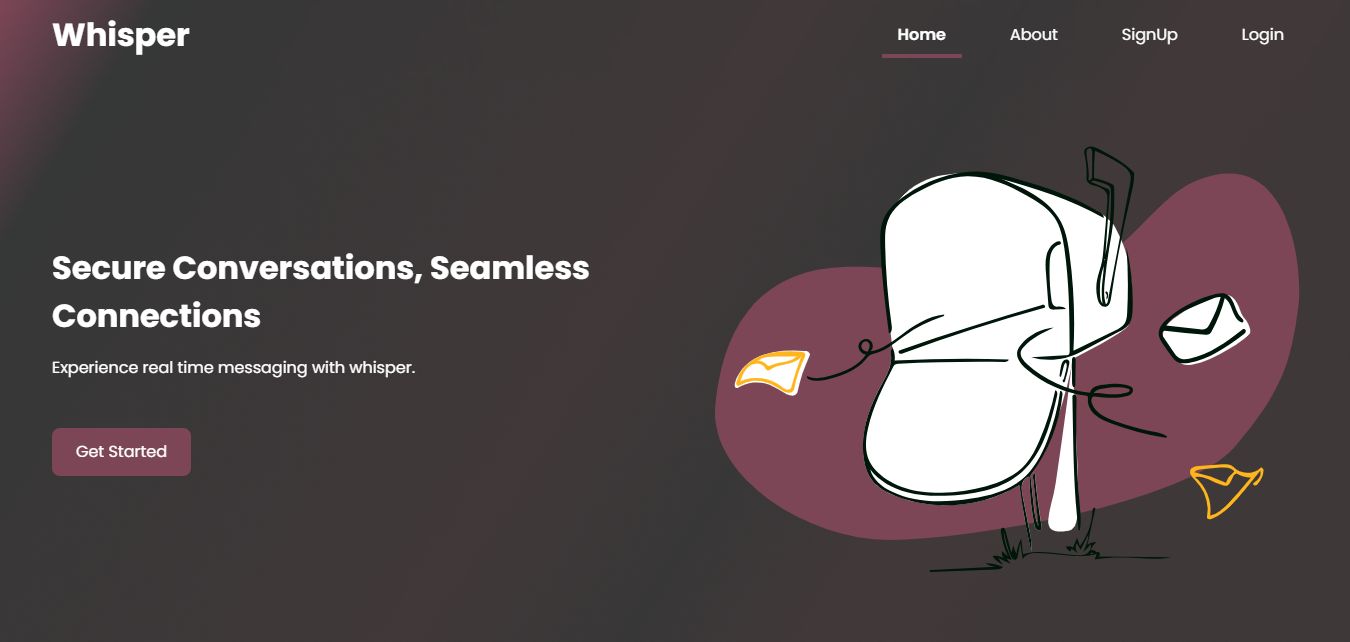 Whisper
Home
About
SignUp
Login
Secure Conversations, Seamless
Connections
Experience real time messaging with whisper.
Get Started